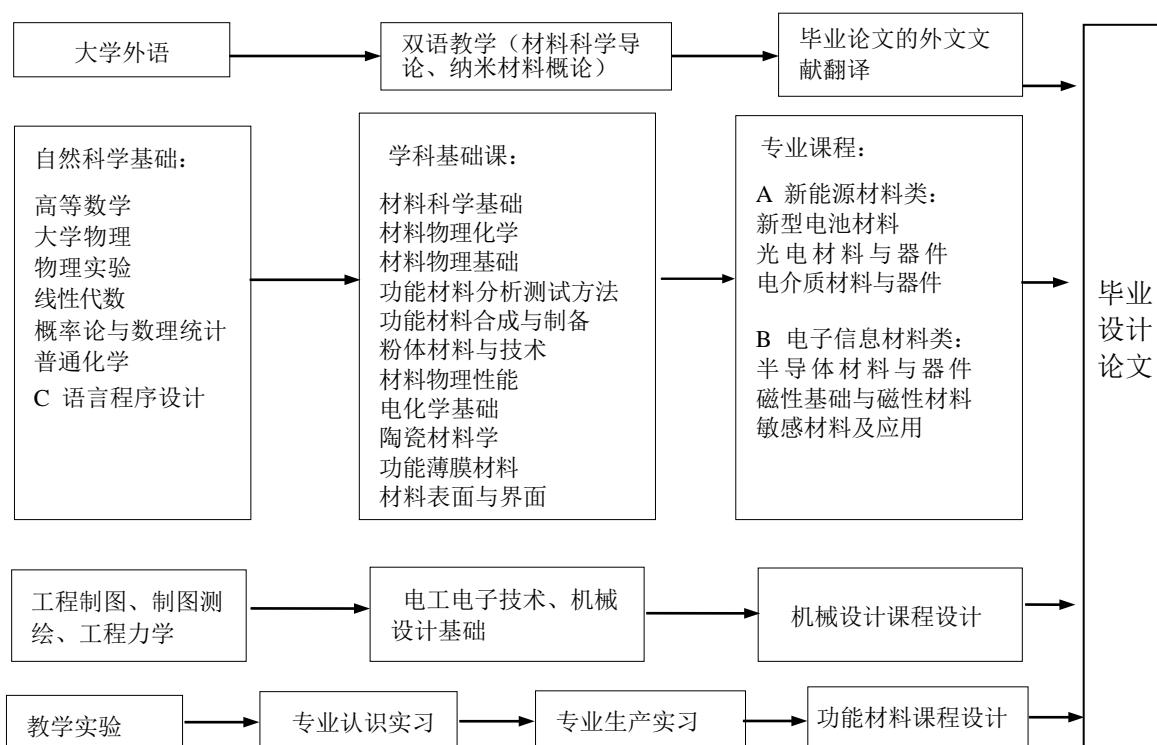 大学外语
双语教学（材料科学导
论、纳米材料概论）
毕业论文的外文文
献翻译
自然科学基础：
高等数学
大学物理
物理实验
线性代数
概率论与数理统计
普通化学
C 语言程序设计
学科基础课：
材料科学基础
材料物理化学
材料物理基础
功能材料分析测试方法
功能材料合成与制备
粉体材料与技术
材料物理性能
电化学基础
陶瓷材料学
功能薄膜材料
材料表面与界面
专业课程：
A 新能源材料类：
新型电池材料
光电材料与器件
电介质材料与器件
B 电子信息材料类：
半导体材料与器件
磁性基础与磁性材料
敏感材料及应用
工程制图、制图测
绘、工程力学
电工电子技术、机械
设计基础
机械设计课程设计
教学实验
专业认识实习
专业生产实习
功能材料课程设计
毕业
设计
论文